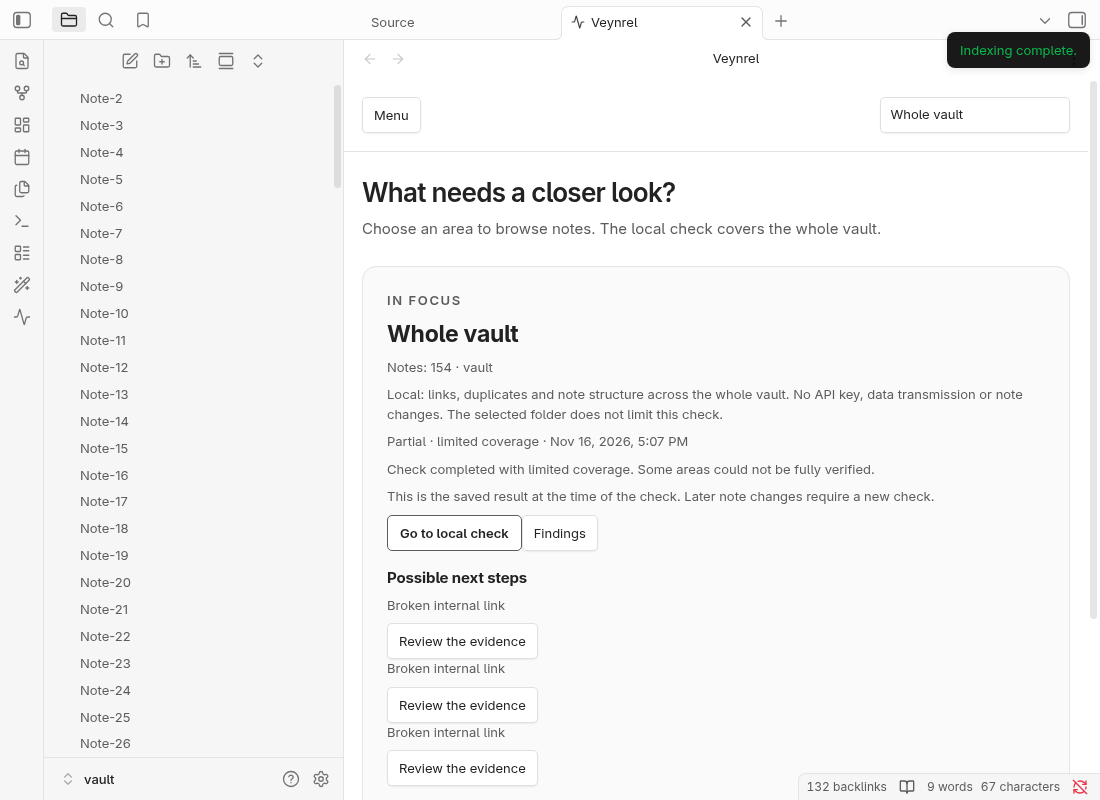 Source
Veynrel
Indexing complete.
Veynrel
Note-2
Note-3
Note-4
Note-5
Note-6
Note-7
Note-8
Note-9
Note-10
Note-11
Note-12
Note-13
Note-14
Note-15
Note-16
Note-17
Note-18
Note-19
Note-20
Note-21
Note-22
Note-23
Note-24
Note-25
Note-26
vault
Menu
Whole vault
What needs a closer look?
Choose an area to browse notes. The local check covers the whole vault.
IN FOCUS
Whole vault
Notes: 154 · vault
Local: links, duplicates and note structure across the whole vault. No API key, data transmission or note
changes. The selected folder does not limit this check.
Partial · limited coverage · Nov 16, 2026, 5:07 PM
Check completed with limited coverage. Some areas could not be fully verified.
This is the saved result at the time of the check. Later note changes require a new check.
Go to local check
Findings
Possible next steps
Broken internal link
Review the evidence
Broken internal link
Review the evidence
Broken internal link
Review the evidence
132 backlinks
9 words
67 characters